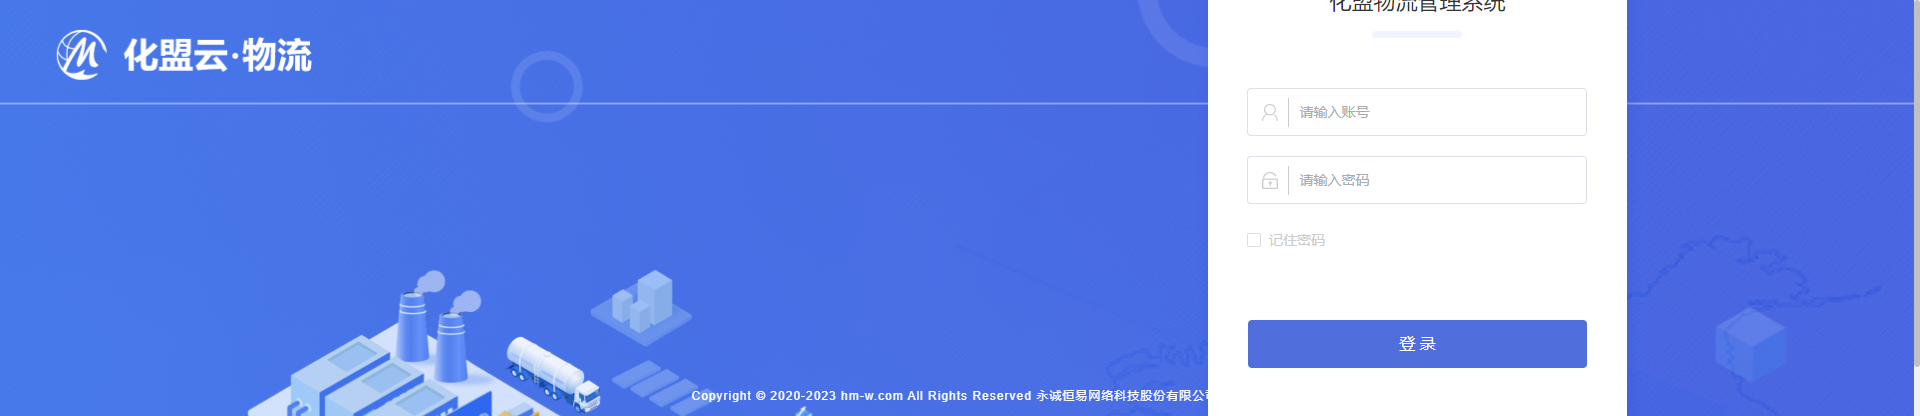 化盟云·物流
化盟物流管理系统
请输入账号
请输入密码
记住密码
登录
Copyright © 2020-2023 hm-w.com All Rights Reserved 永诚恒易网络科技股份有限公司